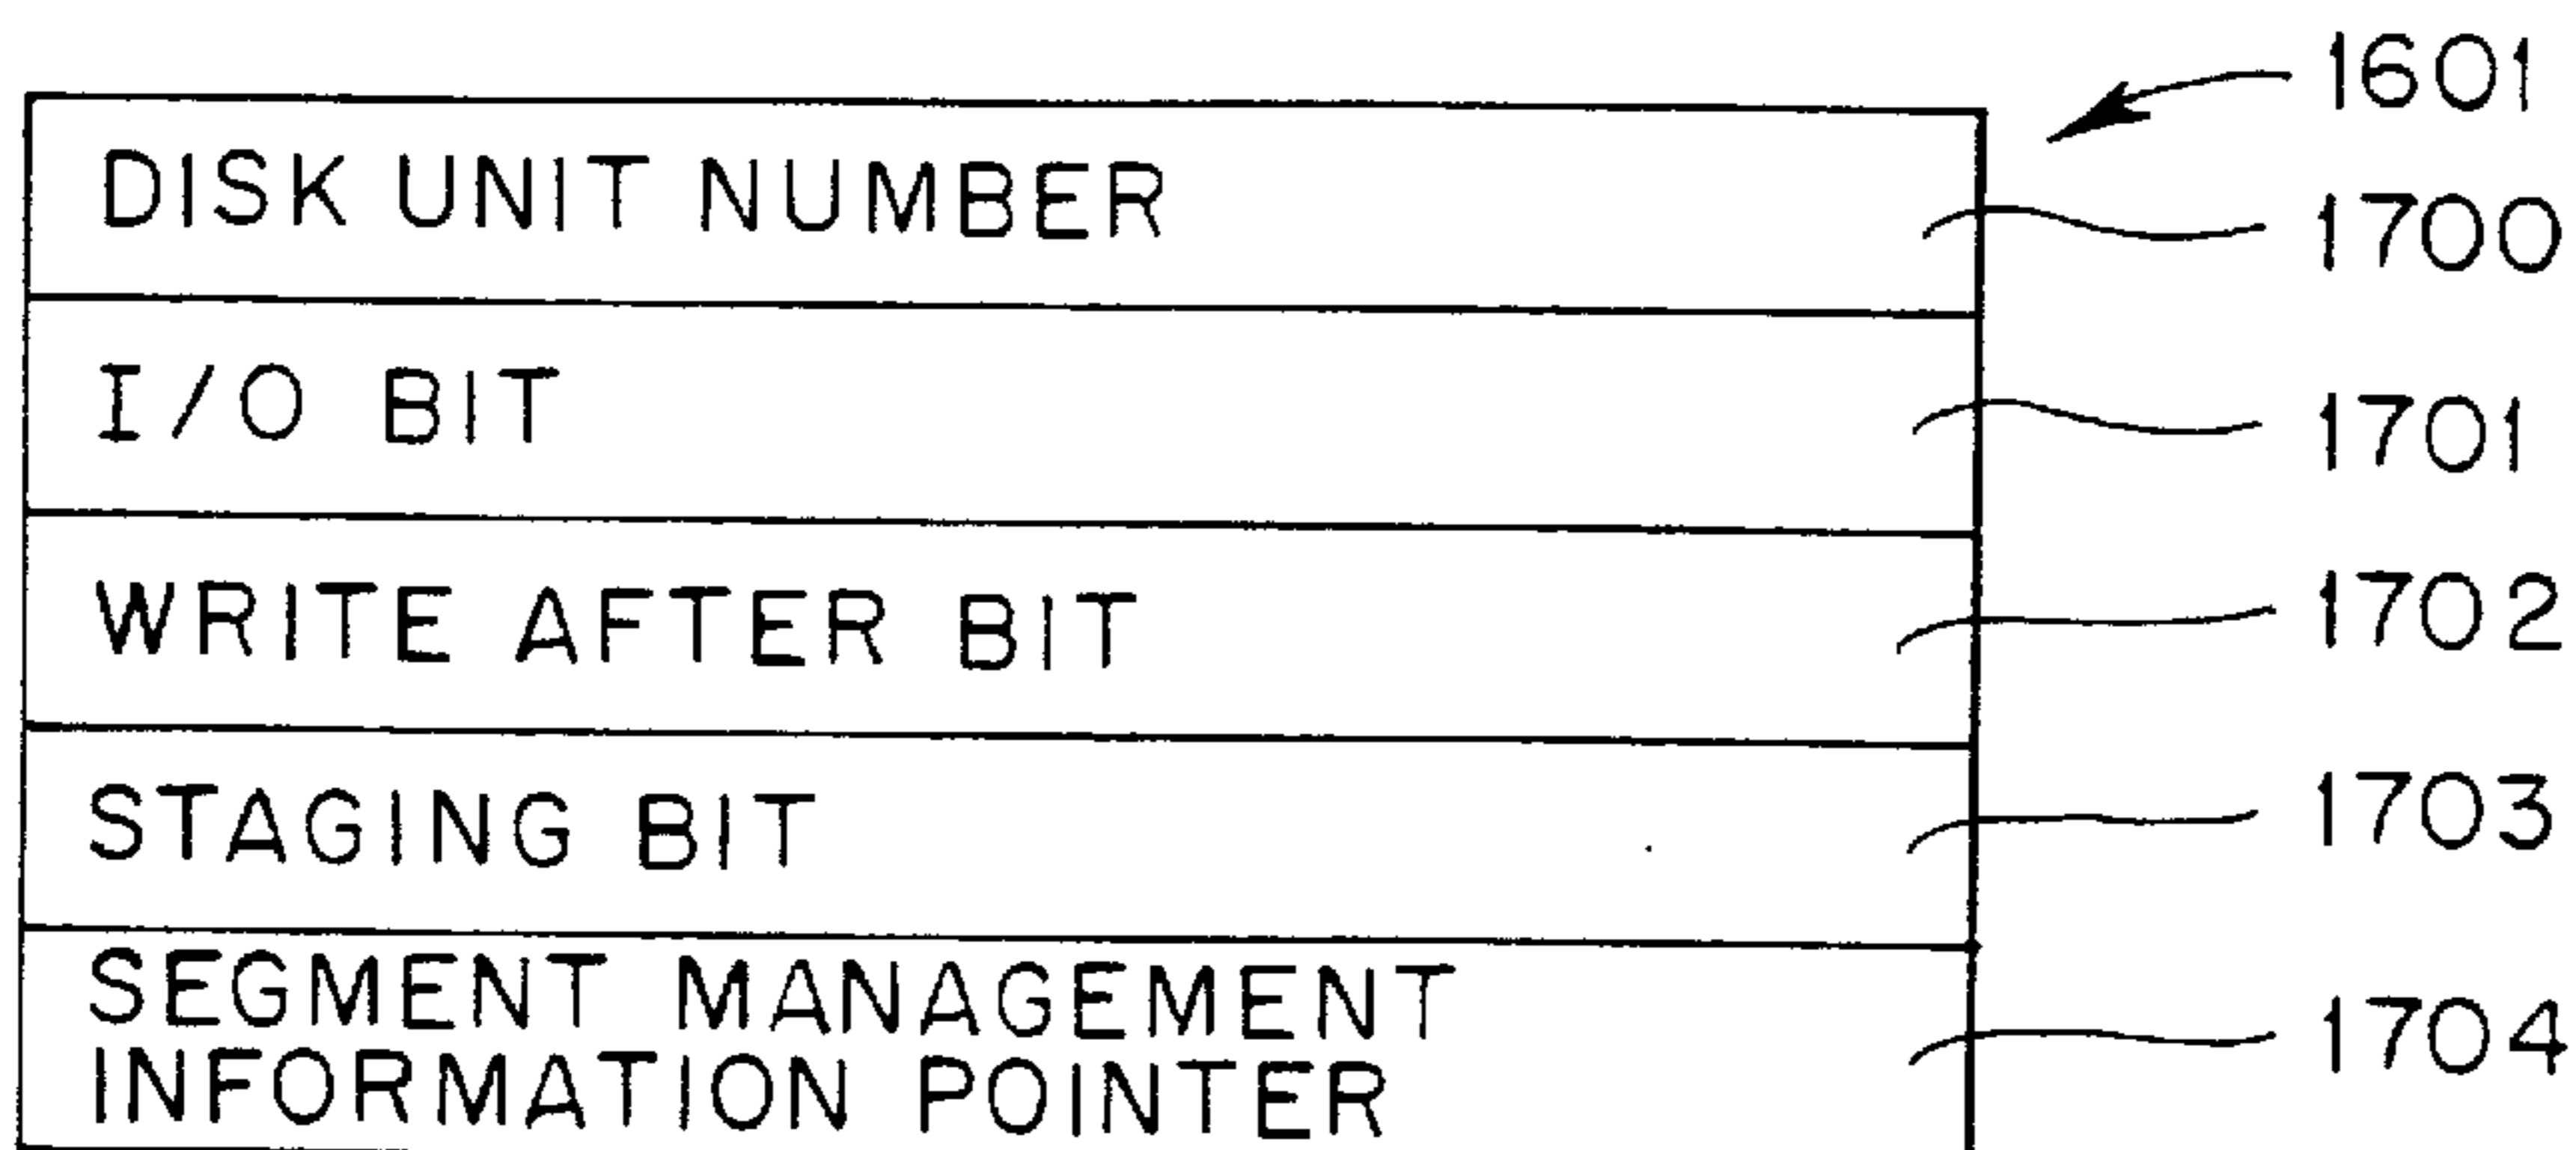 1601
DISK UNIT NUMBER 1700
I/O BIT 1701
WRITE AFTER BIT 1702
STAGING BIT 1703
SEGMENT MANAGEMENT
INFORMATION POINTER 1704